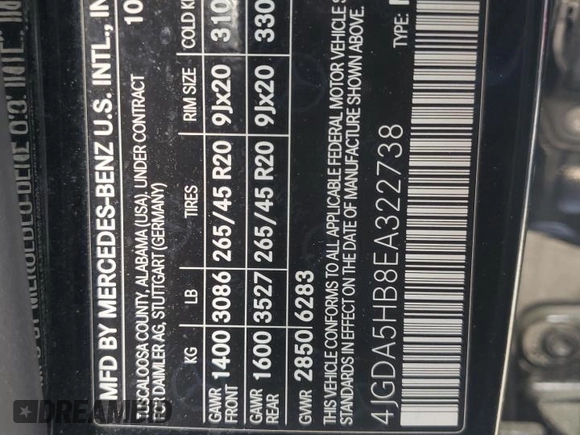 MFD BY MERCEDES-BENZ U.S. INTL., IN
TUSCALOOSA COUNTY, ALABAMA (USA), UNDER CONTRACT
FOR DAIMLER AG, STUTTGART (GERMANY)
10
KG LB TIRES RIM SIZE COLD
GAWR FRONT 1400 3086 265/45 R20 9Jx20 310
GAWR REAR 1600 3527 265/45 R20 9Jx20 330
GVWR 2850 6283
THIS VEHICLE CONFORMS TO ALL APPLICABLE FEDERAL MOTOR VEHICLE S
STANDARDS IN EFFECT ON THE DATE OF MANUFACTURE SHOWN ABOVE.
4JGDA5HB8EA322738
TYPE:
DREAMED